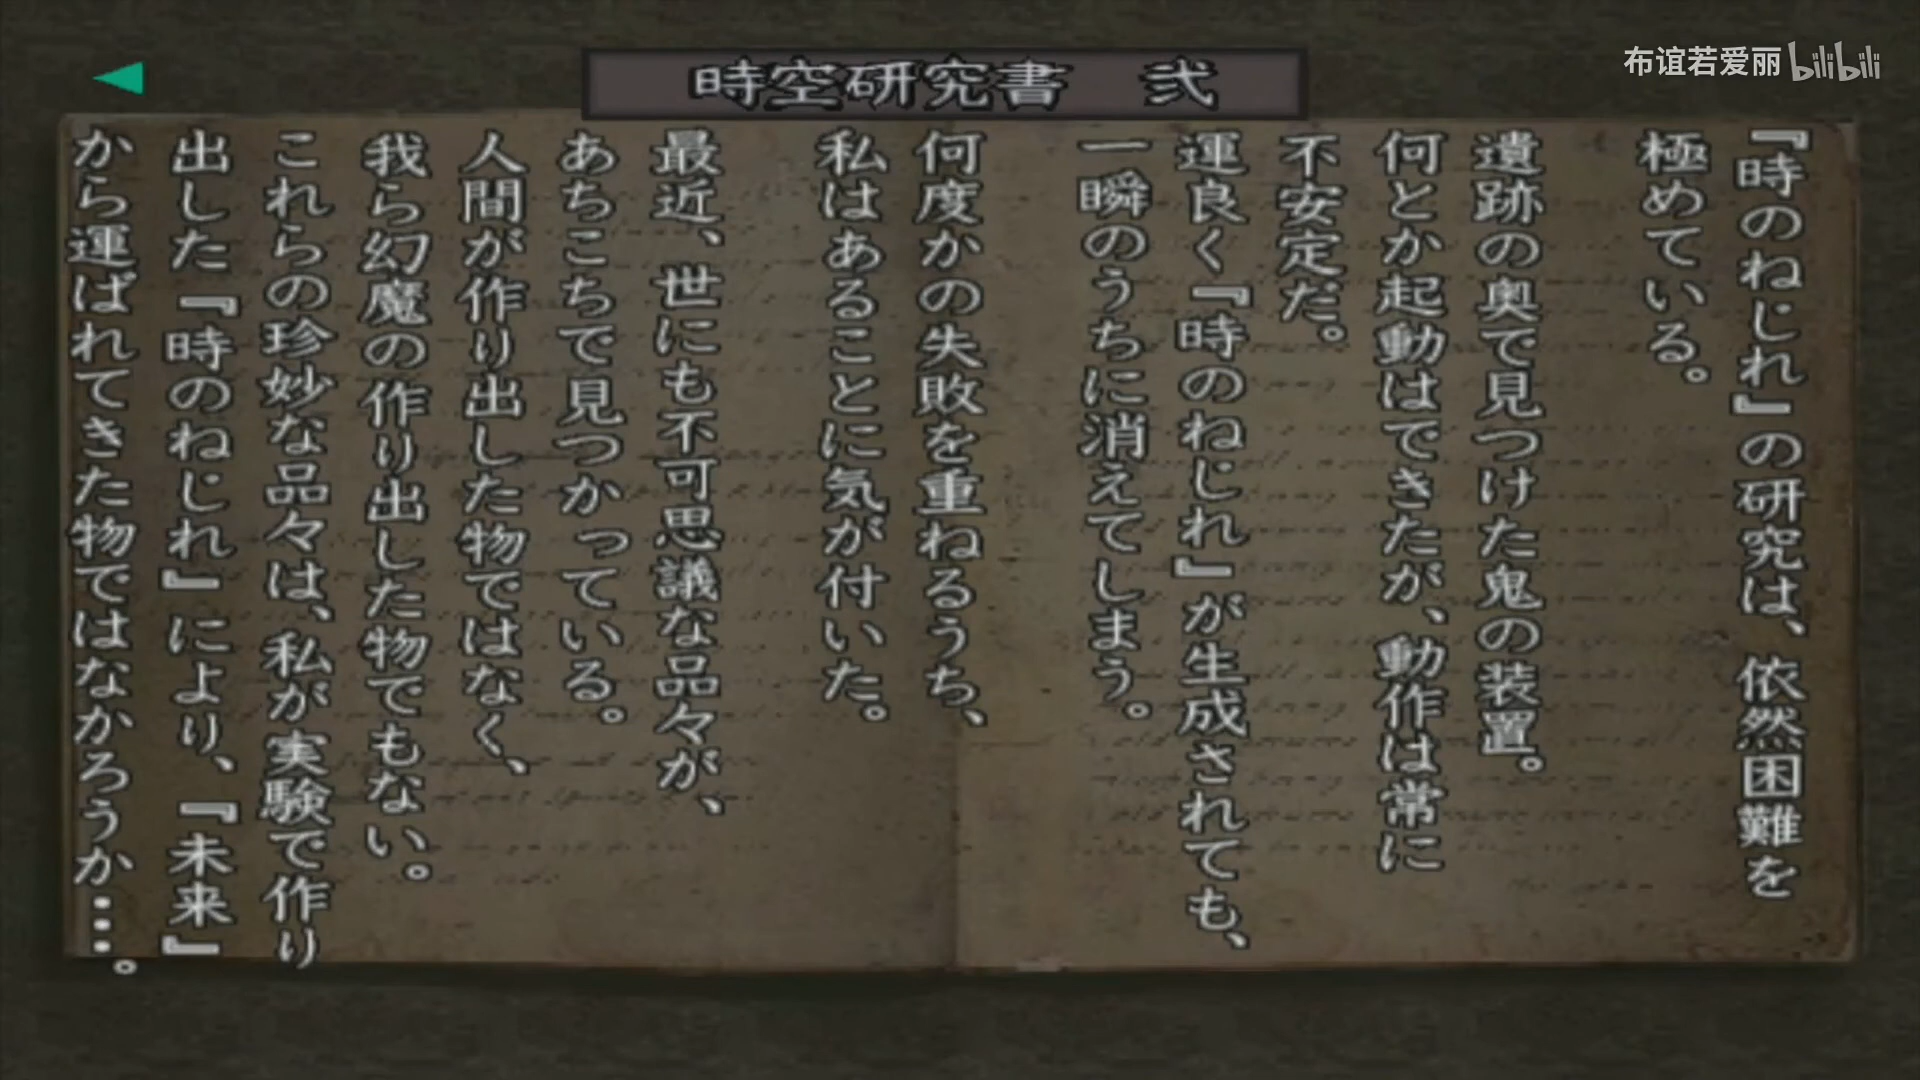 布谊若爱丽 bilibili
時空研究書　弐
『時のねじれ』の研究は、依然困難を
極めている。
遺跡の奥で見つけた鬼の装置。
何とか起動はできたが、動作は常に
不安定だ。
運良く『時のねじれ』が生成されても、
一瞬のうちに消えてしまう。
何度かの失敗を重ねるうち、
私はあることに気が付いた。
最近、世にも不可思議な品々が、
あちこちで見つかっている。
人間が作り出した物ではなく、
我ら幻魔の作り出した物でもない。
これらの珍妙な品々は、私が実験で作り
出した『時のねじれ』により、『未来』
から運ばれてきた物ではなかろうか…。